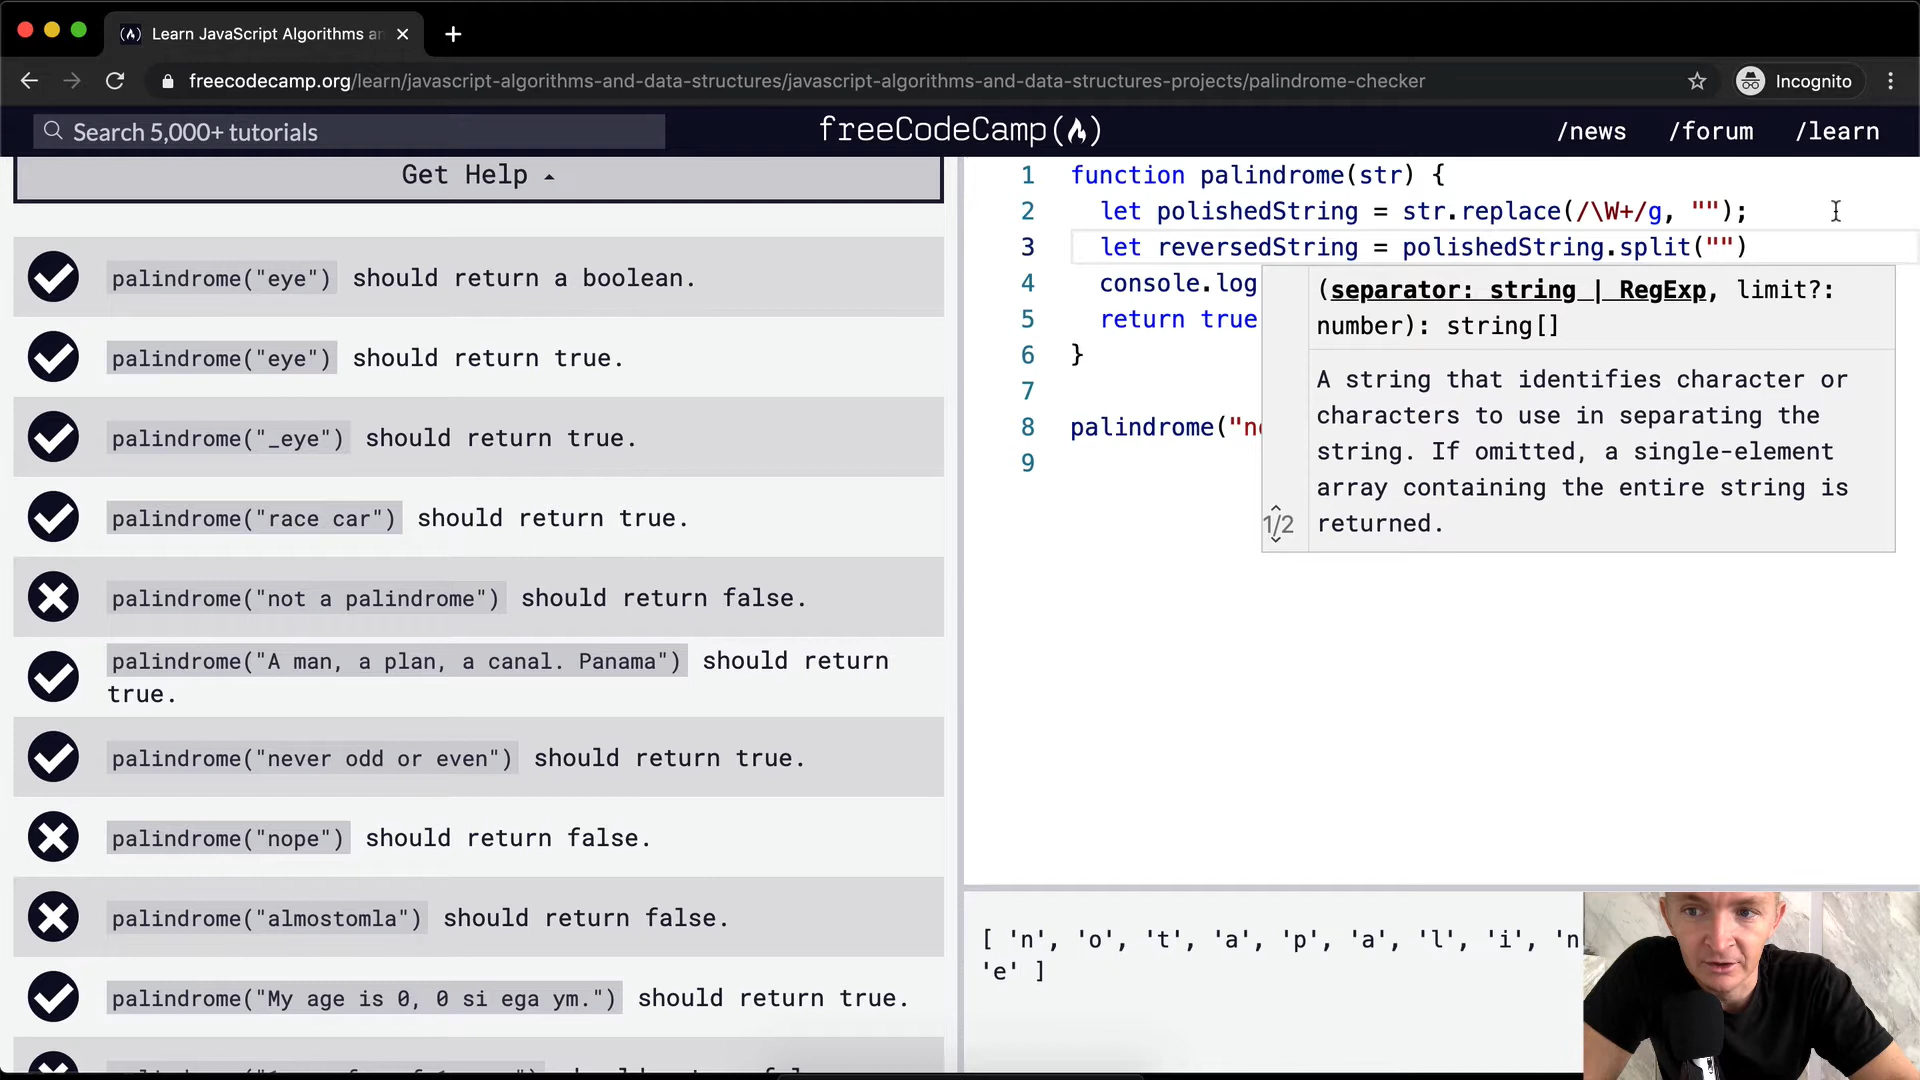 Learn JavaScript Algorithms an
freecodecamp.org/learn/javascript-algorithms-and-data-structures/javascript-algorithms-and-data-structures-projects/palindrome-checker
Incognito
Search 5,000+ tutorials
freeCodeCamp
/news
/forum
/learn
Get Help
palindrome("eye") should return a boolean.
palindrome("eye") should return true.
palindrome("_eye") should return true.
palindrome("race car") should return true.
palindrome("not a palindrome") should return false.
palindrome("A man, a plan, a canal. Panama") should return
true.
palindrome("never odd or even") should return true.
palindrome("nope") should return false.
palindrome("almostomla") should return false.
palindrome("My age is 0, 0 si ega ym.") should return true.
1 function palindrome(str) {
2 let polishedString = str.replace(/\W+/g, "");
3 let reversedString = polishedString.split("")
4 console.log
5 return true
6 }
7
8 palindrome("no
9
(separator: string | RegExp, limit?:
number): string[]
A string that identifies character or
characters to use in separating the
string. If omitted, a single-element
array containing the entire string is
returned.
1/2
[ 'n', 'o', 't', 'a', 'p', 'a', 'l', 'i', 'n
'e' ]